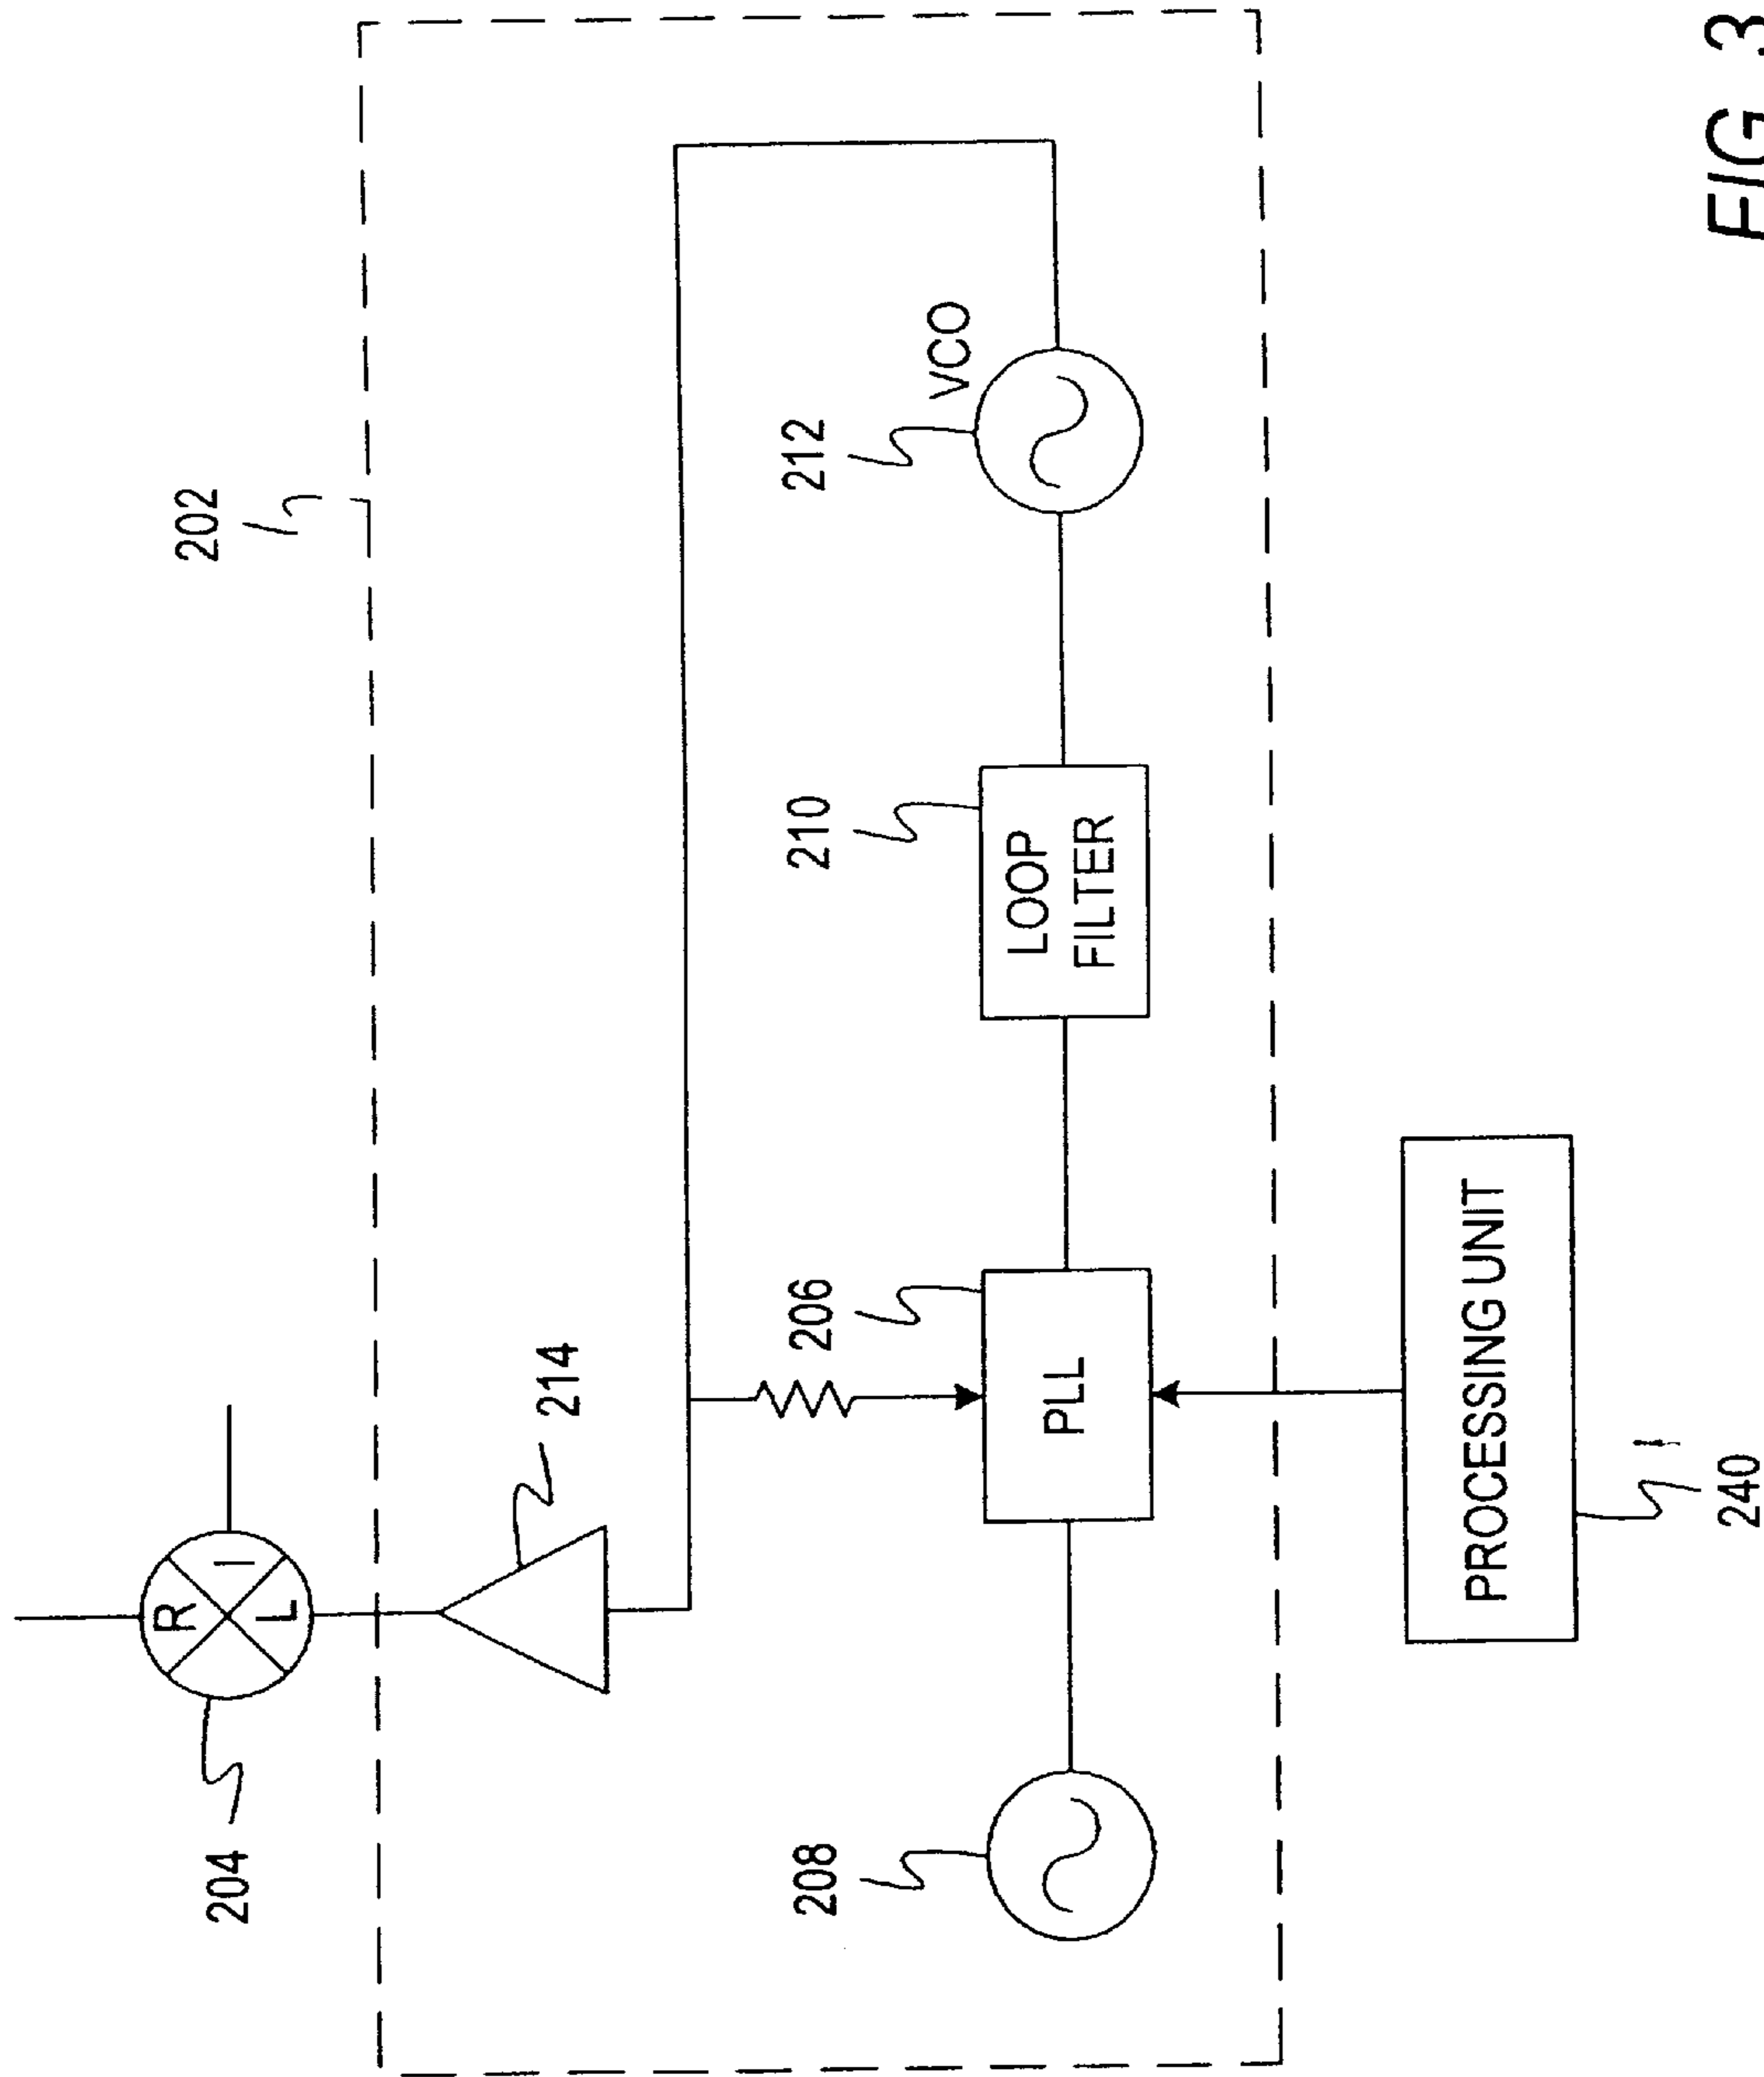 202
204
R
I
L
214
206
PLL
208
210
LOOP
FILTER
212
VCO
PROCESSING UNIT
240
FIG 3